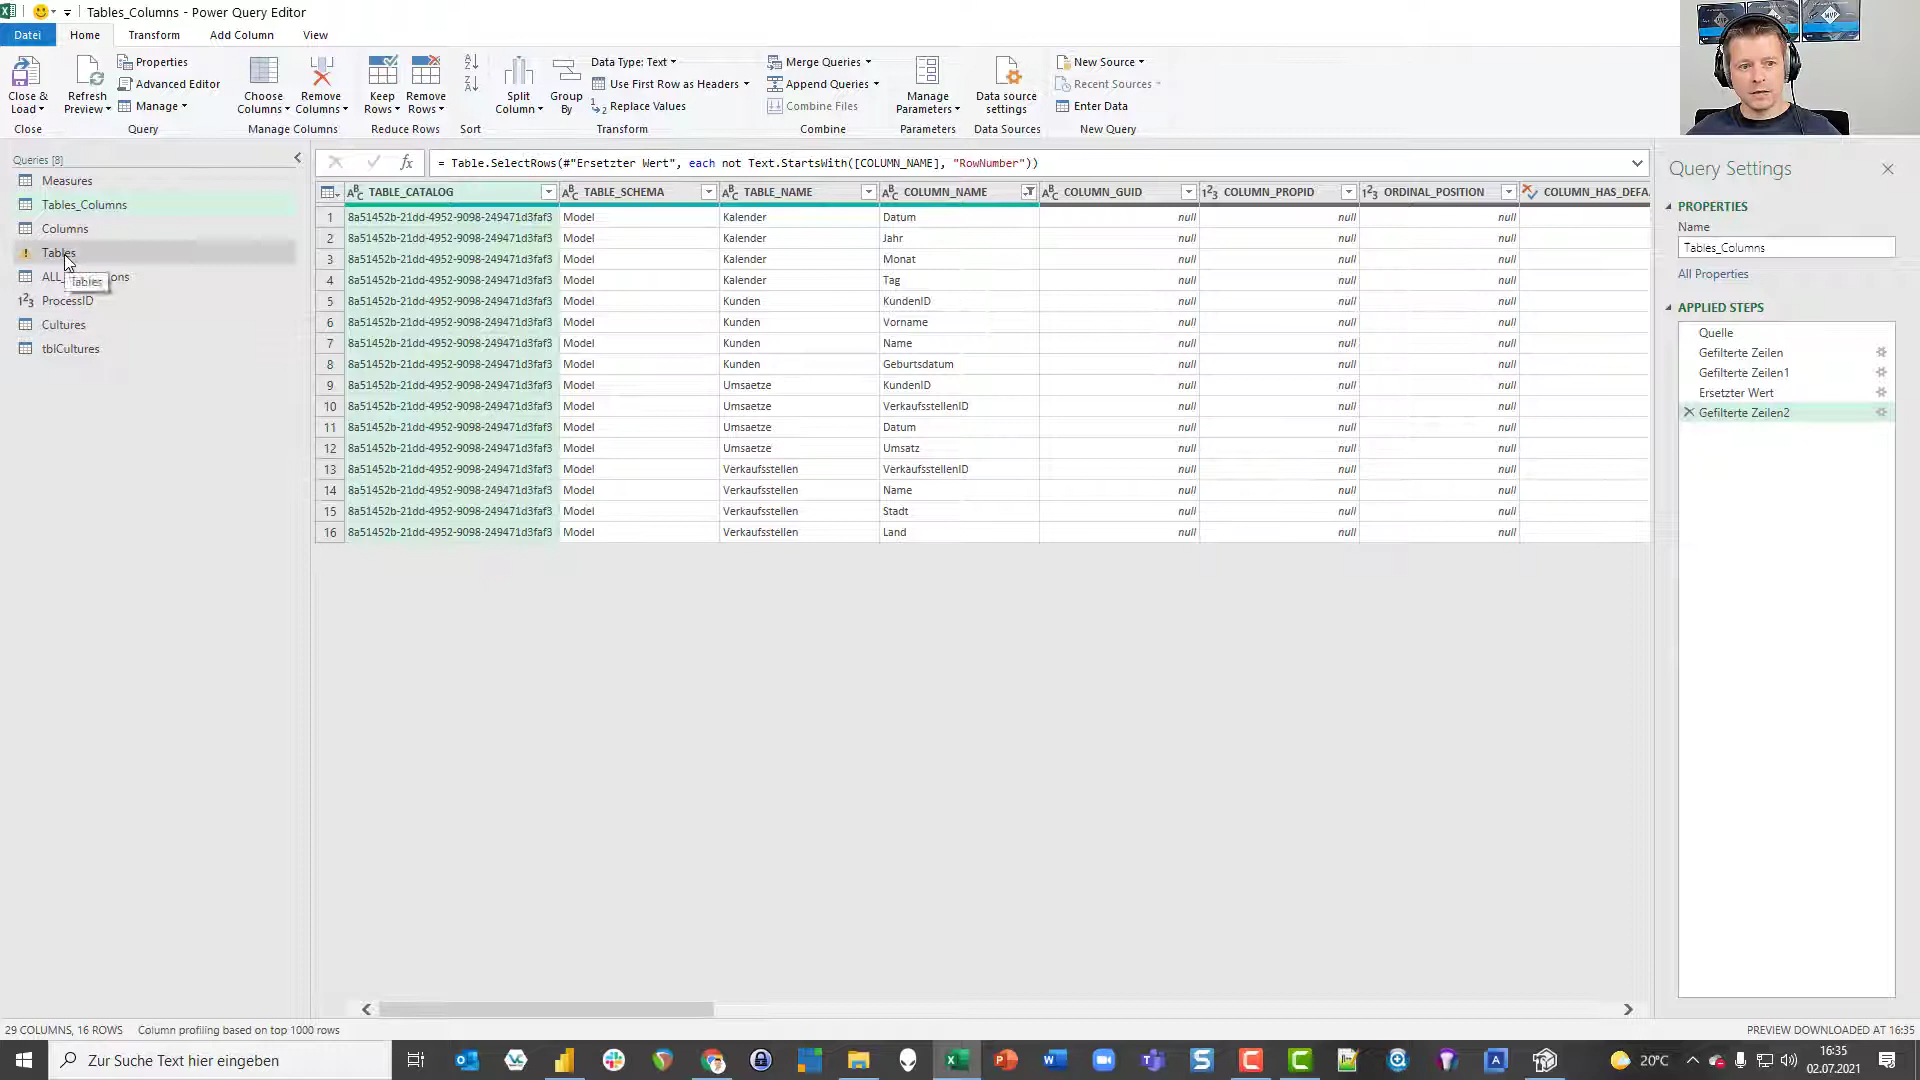 Tables_Columns - Power Query Editor
Datei
Home
Transform
Add Column
View
Close & Load
Refresh Preview
Properties
Advanced Editor
Manage
Choose Columns
Remove Columns
Keep Rows
Remove Rows
Split Column
Group By
Data Type: Text
Use First Row as Headers
Replace Values
Merge Queries
Append Queries
Combine Files
Manage Parameters
Data source settings
New Source
Recent Sources
Enter Data
Close
Query
Manage Columns
Reduce Rows
Sort
Transform
Combine
Parameters
Data Sources
New Query
Queries [8]
Measures
Tables_Columns
Columns
Tables
ALL_ ons
Tables
ProcessID
Cultures
tblCultures
fx
= Table.SelectRows(#"Ersetzter Wert", each not Text.StartsWith([COLUMN_NAME], "RowNumber"))
TABLE_CATALOG TABLE_SCHEMA TABLE_NAME COLUMN_NAME COLUMN_GUID COLUMN_PROPID ORDINAL_POSITION COLUMN_HAS_DEFA
1 8a51452b-21dd-4952-9098-249471d3faf3 Model Kalender Datum null null null
2 8a51452b-21dd-4952-9098-249471d3faf3 Model Kalender Jahr null null null
3 8a51452b-21dd-4952-9098-249471d3faf3 Model Kalender Monat null null null
4 8a51452b-21dd-4952-9098-249471d3faf3 Model Kalender Tag null null null
5 8a51452b-21dd-4952-9098-249471d3faf3 Model Kunden KundenID null null null
6 8a51452b-21dd-4952-9098-249471d3faf3 Model Kunden Vorname null null null
7 8a51452b-21dd-4952-9098-249471d3faf3 Model Kunden Name null null null
8 8a51452b-21dd-4952-9098-249471d3faf3 Model Kunden Geburtsdatum null null null
9 8a51452b-21dd-4952-9098-249471d3faf3 Model Umsaetze KundenID null null null
10 8a51452b-21dd-4952-9098-249471d3faf3 Model Umsaetze VerkaufsstellenID null null null
11 8a51452b-21dd-4952-9098-249471d3faf3 Model Umsaetze Datum null null null
12 8a51452b-21dd-4952-9098-249471d3faf3 Model Umsaetze Umsatz null null null
13 8a51452b-21dd-4952-9098-249471d3faf3 Model Verkaufsstellen VerkaufsstellenID null null null
14 8a51452b-21dd-4952-9098-249471d3faf3 Model Verkaufsstellen Name null null null
15 8a51452b-21dd-4952-9098-249471d3faf3 Model Verkaufsstellen Stadt null null null
16 8a51452b-21dd-4952-9098-249471d3faf3 Model Verkaufsstellen Land null null null
Query Settings
PROPERTIES
Name
Tables_Columns
All Properties
APPLIED STEPS
Quelle
Gefilterte Zeilen
Gefilterte Zeilen1
Ersetzter Wert
Gefilterte Zeilen2
29 COLUMNS, 16 ROWS
Column profiling based on top 1000 rows
PREVIEW DOWNLOADED AT 16:35
Zur Suche Text hier eingeben
20°C
16:35
02.07.2021